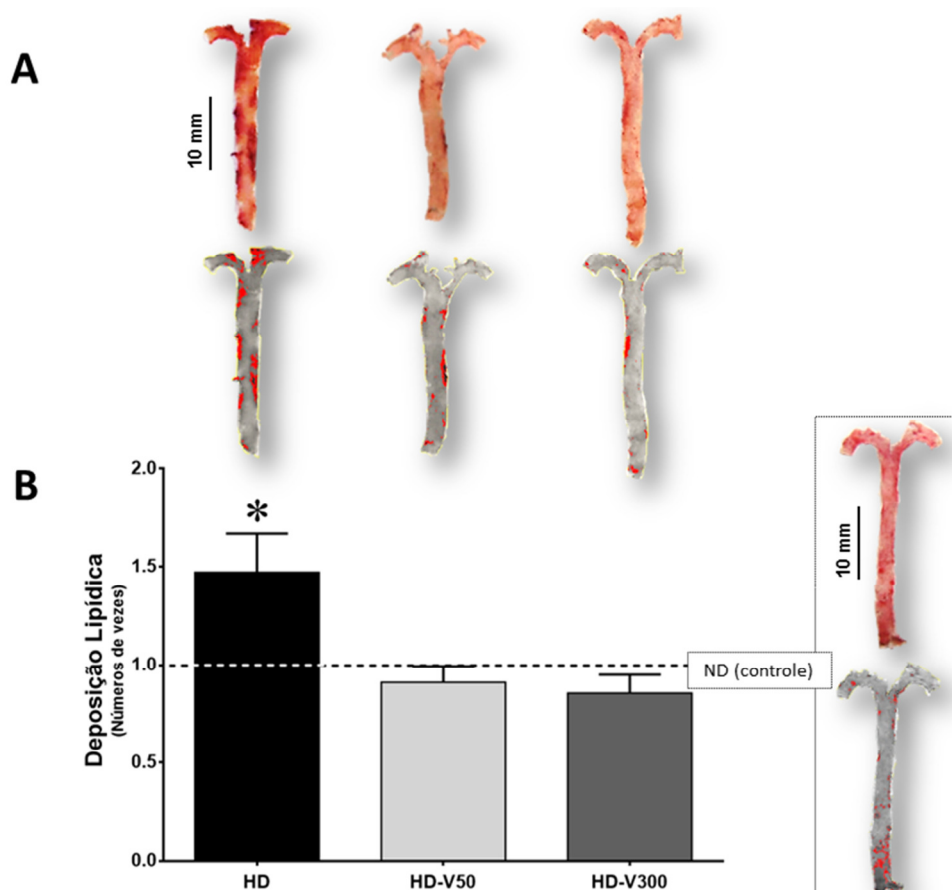 A
10 mm
B
Deposição Lipídica
(Números de vezes)
2.0
1.5
1.0
0.5
0.0
*
HD
HD-V50
HD-V300
ND (controle)
10 mm